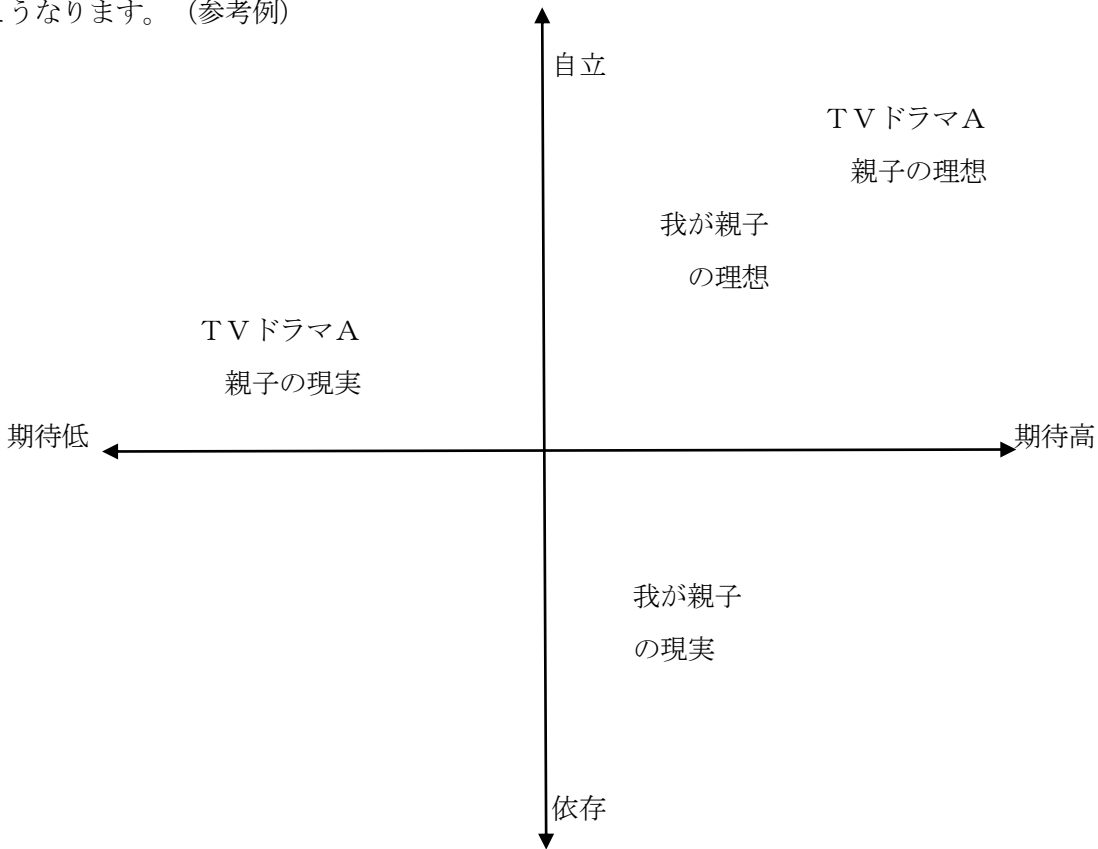 うなります。（参考例）
自立
ＴＶドラマＡ
親子の理想
我が親子
の理想
ＴＶドラマＡ
親子の現実
期待低
期待高
我が親子
の現実
依存